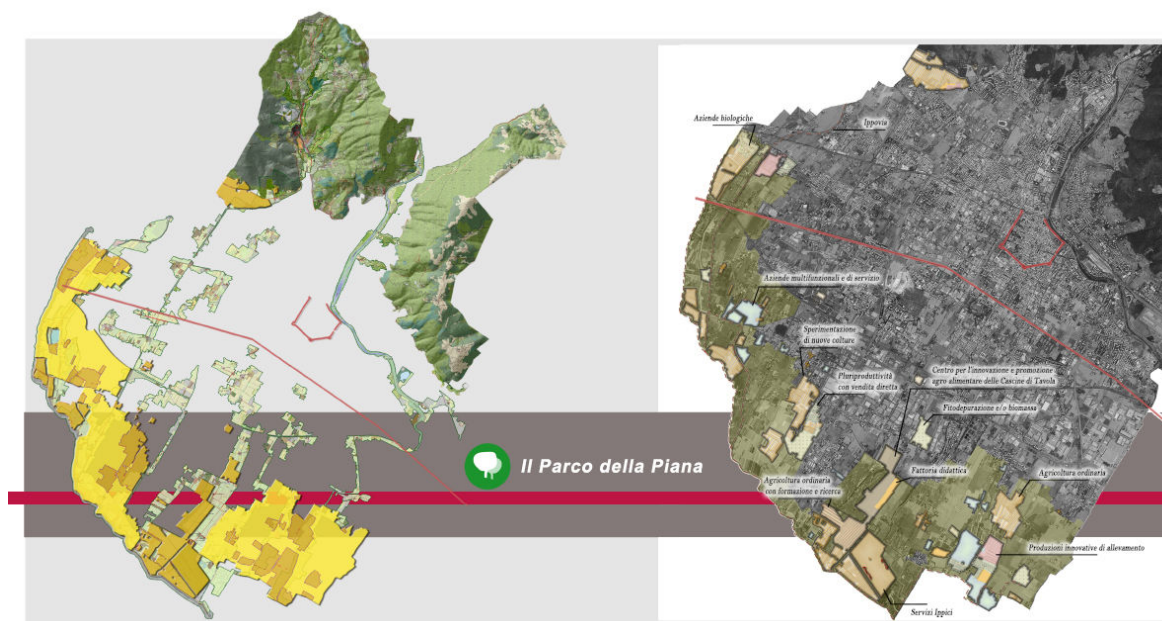 Aziende biologiche
Ippovia
Aziende multifunzionali e di servizio
Sperimentazione
di nuove colture
Centro per l'innovazione e promozione
agro alimentare delle Cascine di Tavola
Pluriproduttività
con vendita diretta
Fitodepurazione e/o biomassa
Il Parco della Piana
Fattoria didattica
Agricoltura ordinaria
Agricoltura ordinaria
con formazione e ricerca
Produzioni innovative di allevamento
Servizi Ippici